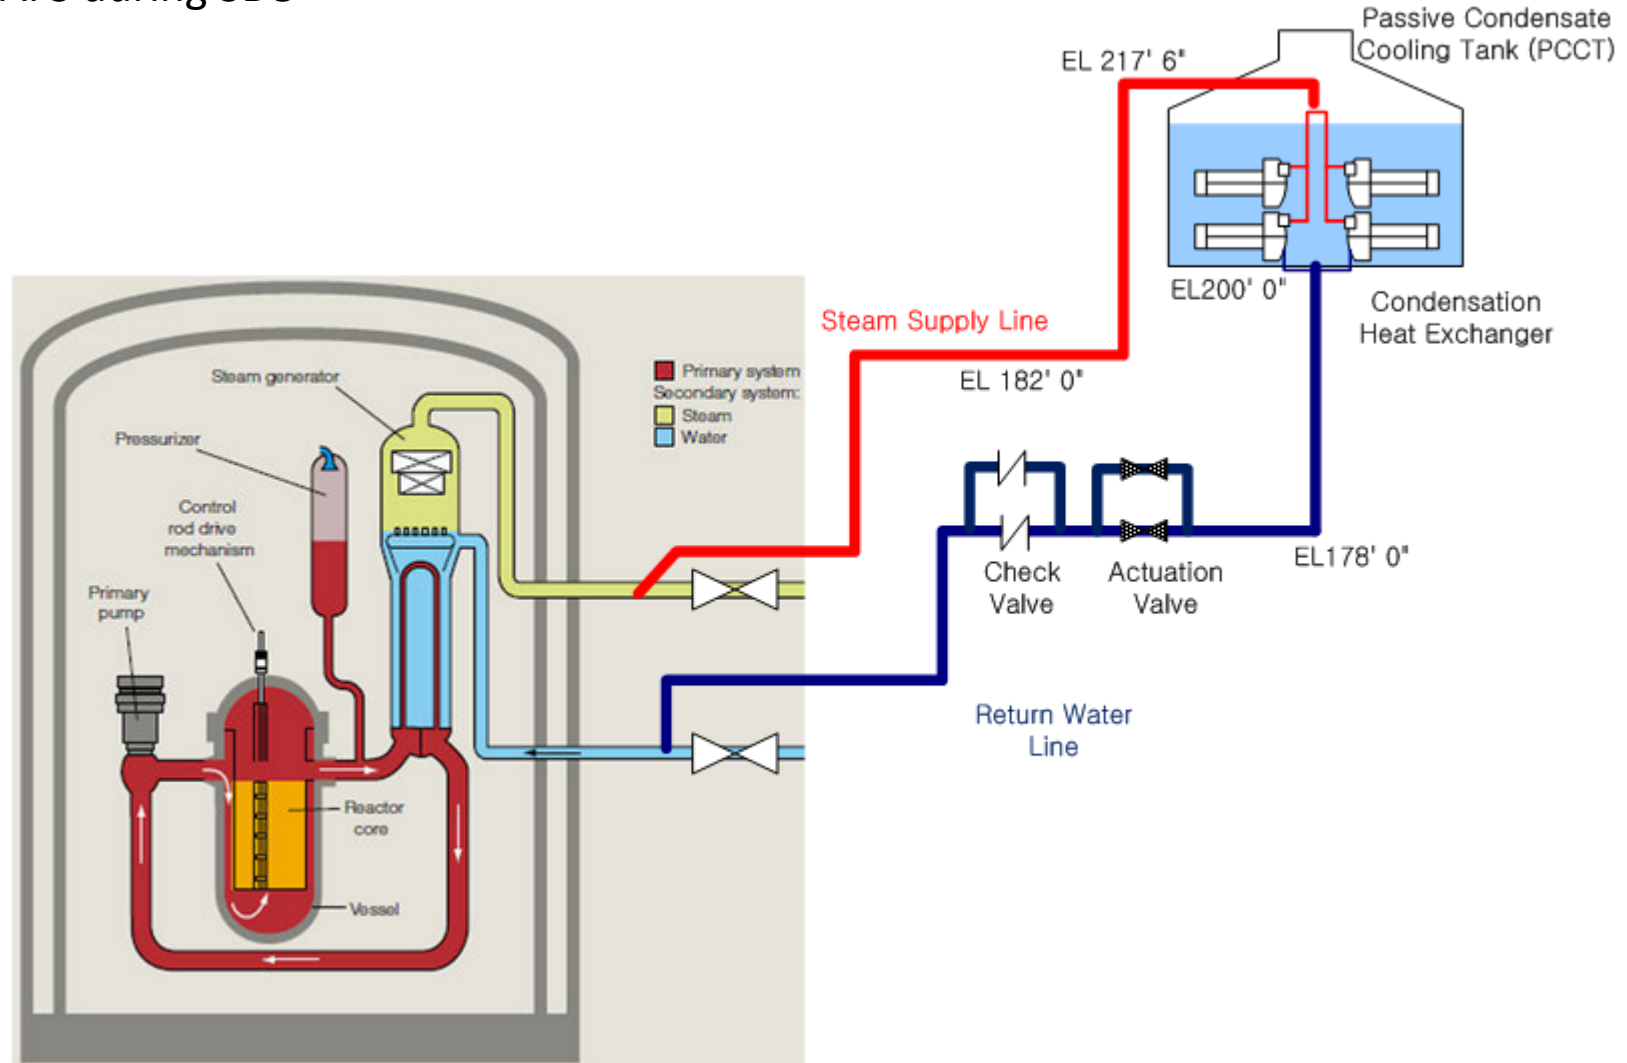 during
Passive Condensate
Cooling Tank (PCCT)
EL 217' 6"
EL200' 0"
Condensation
Heat Exchanger
Steam Supply Line
EL 182' 0"
Steam generator
Primary system
Secondary system:
Steam
Water
Pressurizer
Control
rod drive
mechanism
Primary
pump
Check
Valve
Actuation
Valve
EL178' 0"
Return Water
Line
Reactor
core
Vessel